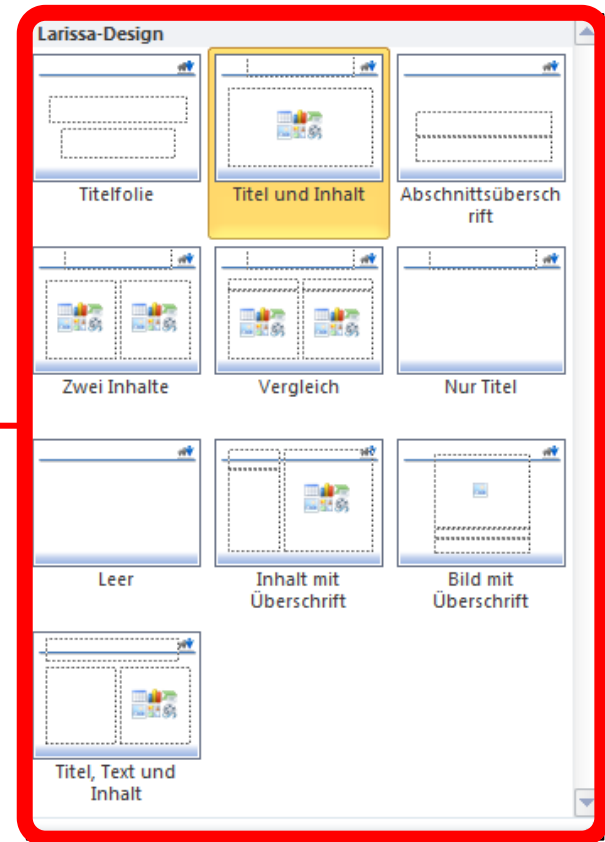 Larissa-Design
Titelfolie
Titel und Inhalt
Abschnittsübersch
rift
Zwei Inhalte
Vergleich
Nur Titel
Leer
Inhalt mit
Überschrift
Bild mit
Überschrift
Titel, Text und
Inhalt